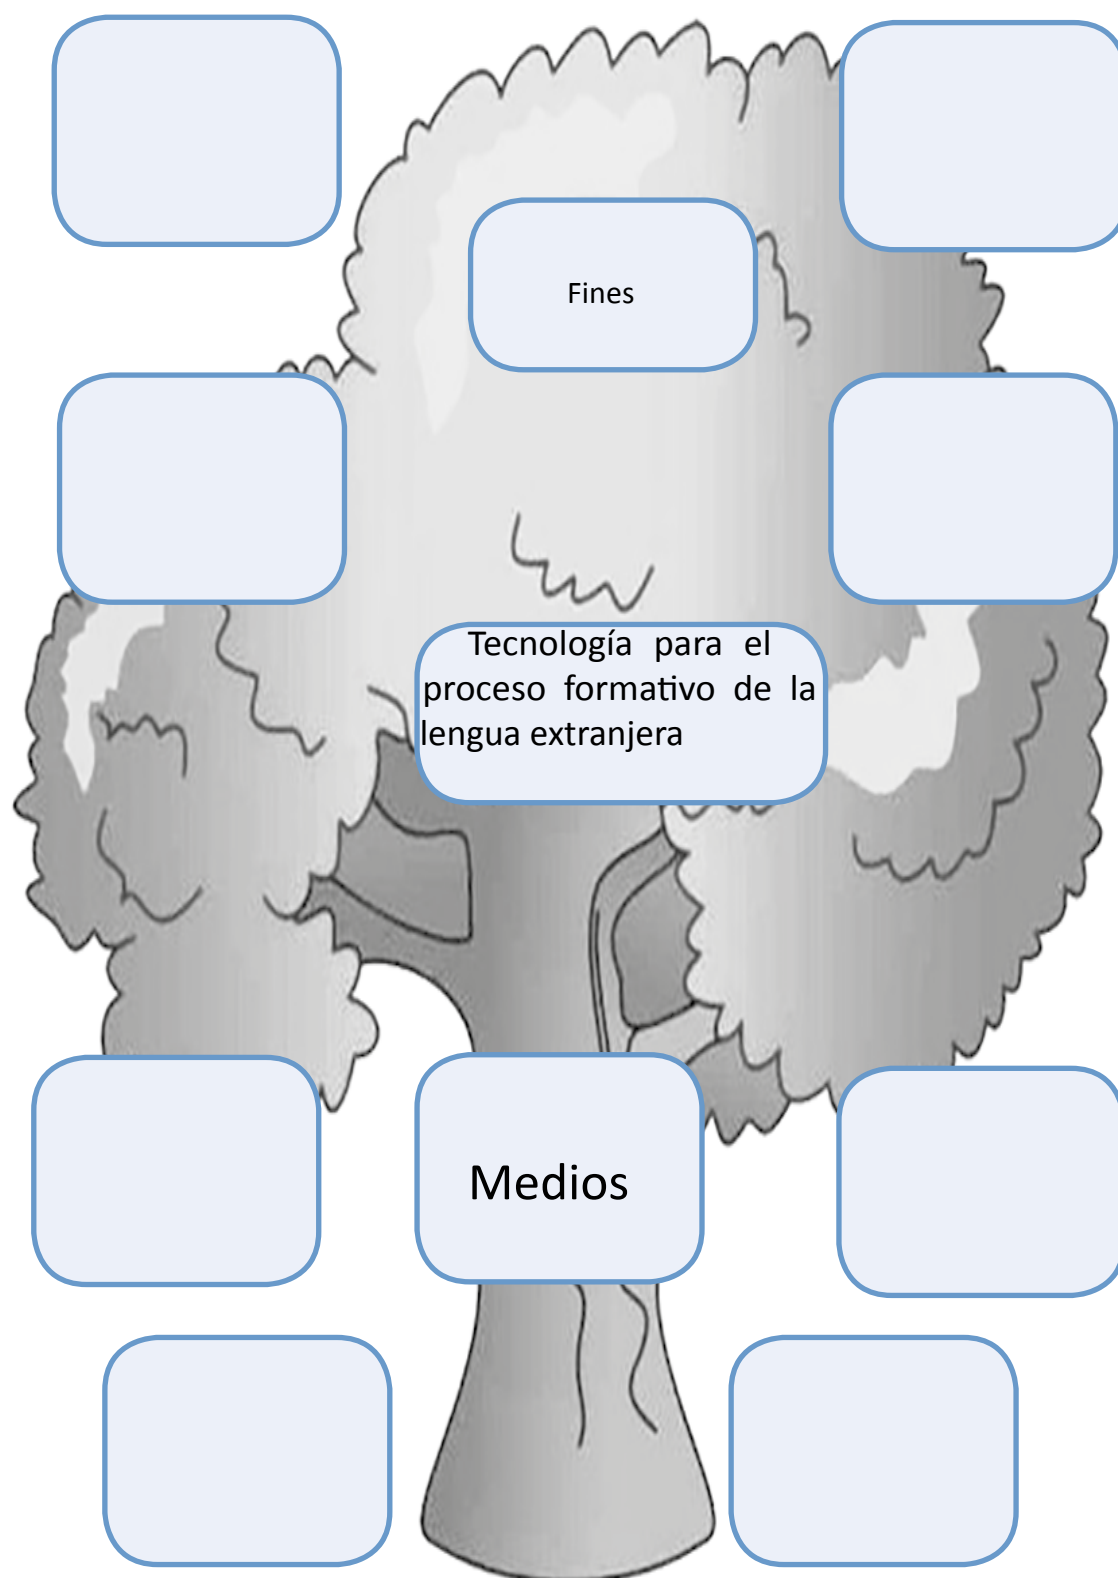 Fines
Tecnología para el
proceso formativo de la
lengua extranjera
Medios